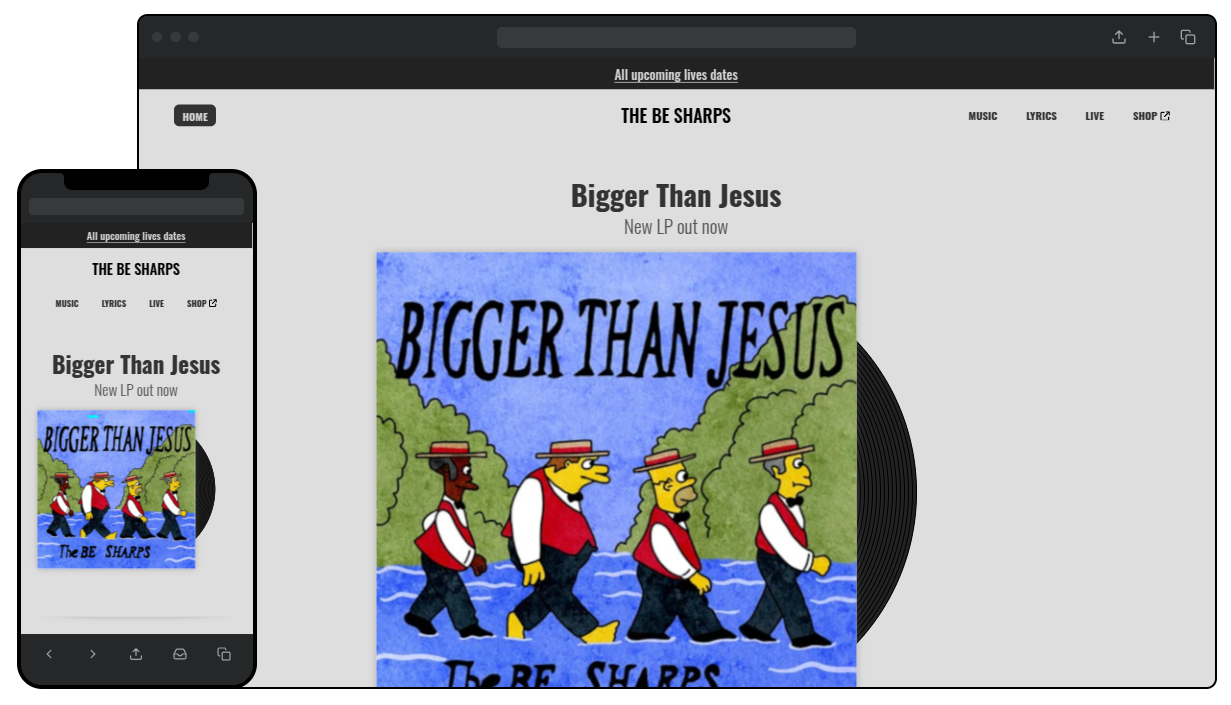 All upcoming lives dates
HOME
THE BE SHARPS
MUSIC LYRICS LIVE SHOP
Bigger Than Jesus
New LP out now
BIGGER THAN JESUS
The BE SHARPS
All upcoming lives dates
THE BE SHARPS
MUSIC LYRICS LIVE SHOP
Bigger Than Jesus
New LP out now
BIGGER THAN JESUS
The BE SHARPS